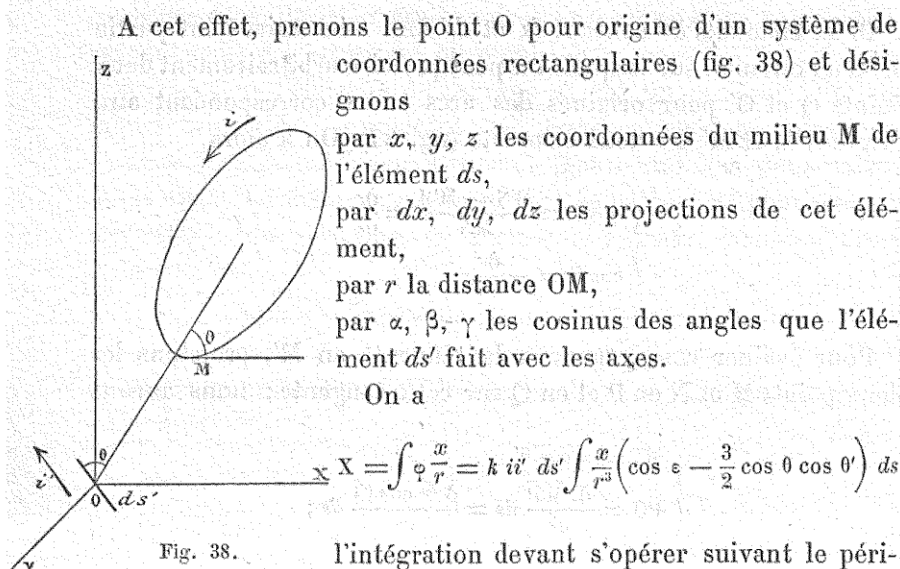 A cet effet, prenons le point O pour origine d'un système de
coordonnées rectangulaires (fig. 38) et dési-
gnons
par x, y, z les coordonnées du milieu M de
l'élément ds,
par dx, dy, dz les projections de cet élé-
ment,
par r la distance OM,
par α, β, γ les cosinus des angles que l'élé-
ment ds' fait avec les axes.
On a
X = ∫ φ x/r = k ii' ds' ∫ x/r³ (cos ε − 3/2 cos θ cos θ') ds
l'intégration devant s'opérer suivant le péri-
z
i
θ
M
i'
θ
O
ds'
X
Y
Fig. 38.